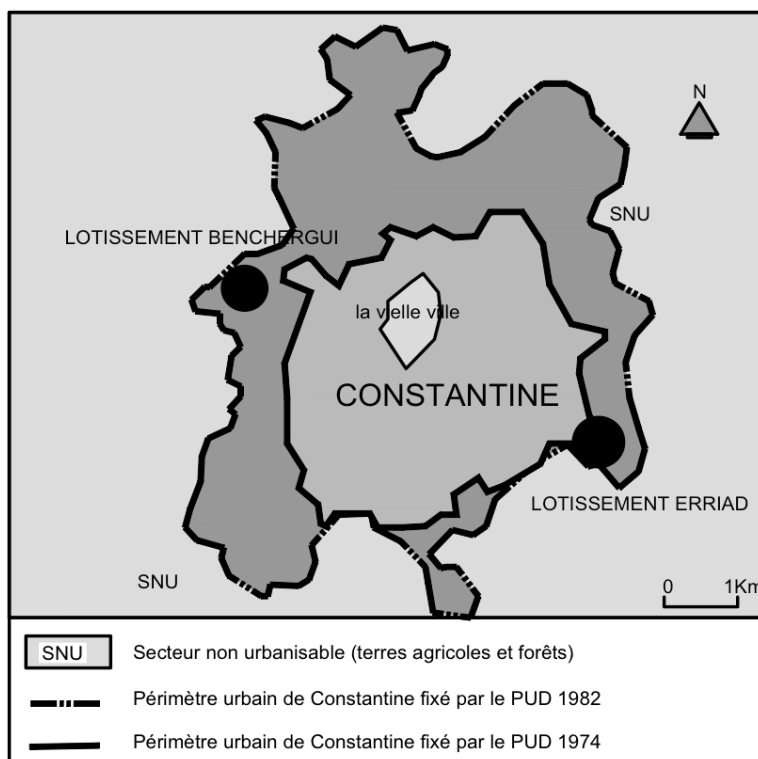 N
SNU
LOTISSEMENT BENCHERGUI
la vielle ville
CONSTANTINE
LOTISSEMENT ERRIAD
SNU
0 1Km
SNU Secteur non urbanisable (terres agricoles et forêts)
Périmètre urbain de Constantine fixé par le PUD 1982
Périmètre urbain de Constantine fixé par le PUD 1974